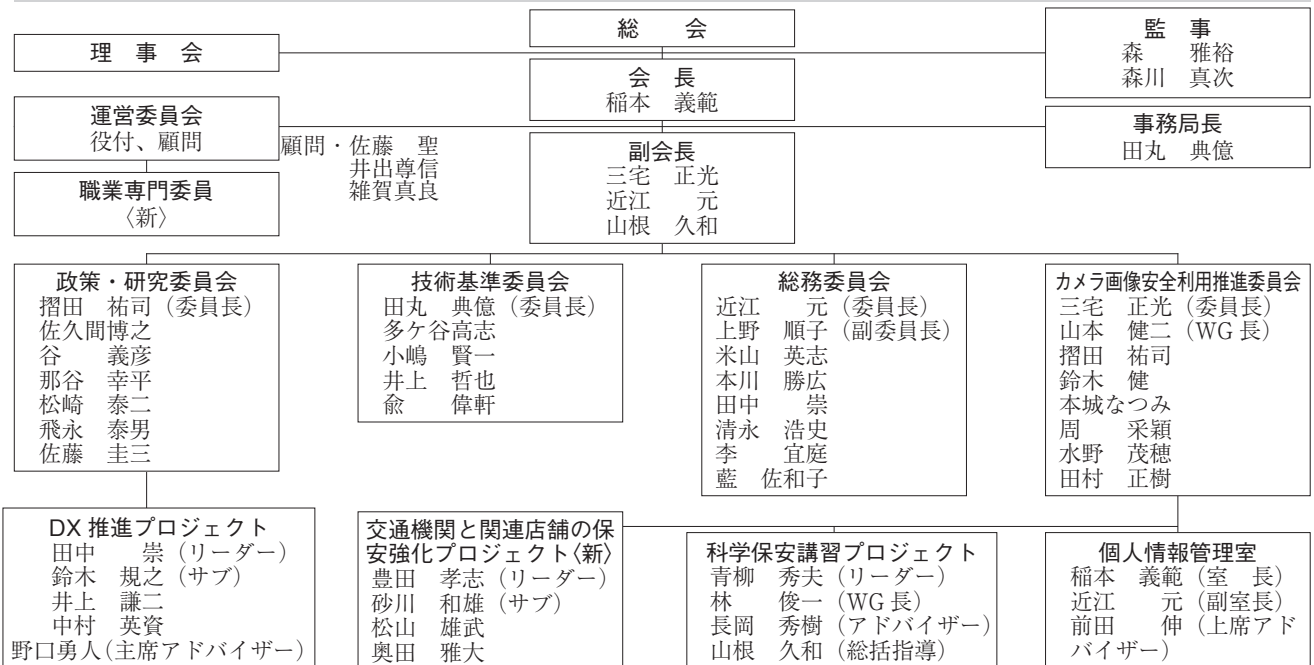 総　　会
理　事　会
監　事
森　　雅裕
森川　真次
会　長
稲本　義範
運営委員会
役付、顧問
顧問・佐藤　聖
井出尊信
雑賀真良
事務局長
田丸　典億
副会長
三宅　正光
近江　　元
山根　久和
職業専門委員
〈新〉
政策・研究委員会
摺田　祐司（委員長）
佐久間博之
谷　　義彦
那谷　幸平
松崎　泰二
飛永　泰男
佐藤　圭三
技術基準委員会
田丸　典億（委員長）
多ケ谷高志
小嶋　賢一
井上　哲也
兪　　偉軒
総務委員会
近江　　元（委員長）
上野　順子（副委員長）
米山　英志
本川　勝広
田中　　崇
清永　浩史
李　　宜庭
藍　佐和子
カメラ画像安全利用推進委員会
三宅　正光（委員長）
山本　健二（WG 長）
摺田　祐司
鈴木　健
本城なつみ
周　　采穎
水野　茂穂
田村　正樹
DX 推進プロジェクト
田中　　崇（リーダー）
鈴木　規之（サブ）
井上　謙二
中村　英資
野口勇人（主席アドバイザー）
交通機関と関連店舗の保
安強化プロジェクト〈新〉
豊田　孝志（リーダー）
砂川　和雄（サブ）
松山　雄武
奥田　雅大
科学保安講習プロジェクト
青柳　秀夫（リーダー）
林　　俊一（WG 長）
長岡　秀樹（アドバイザー）
山根　久和（総括指導）
個人情報管理室
稲本　義範（室　長）
近江　　元（副室長）
前田　　伸（上席アド
バイザー）